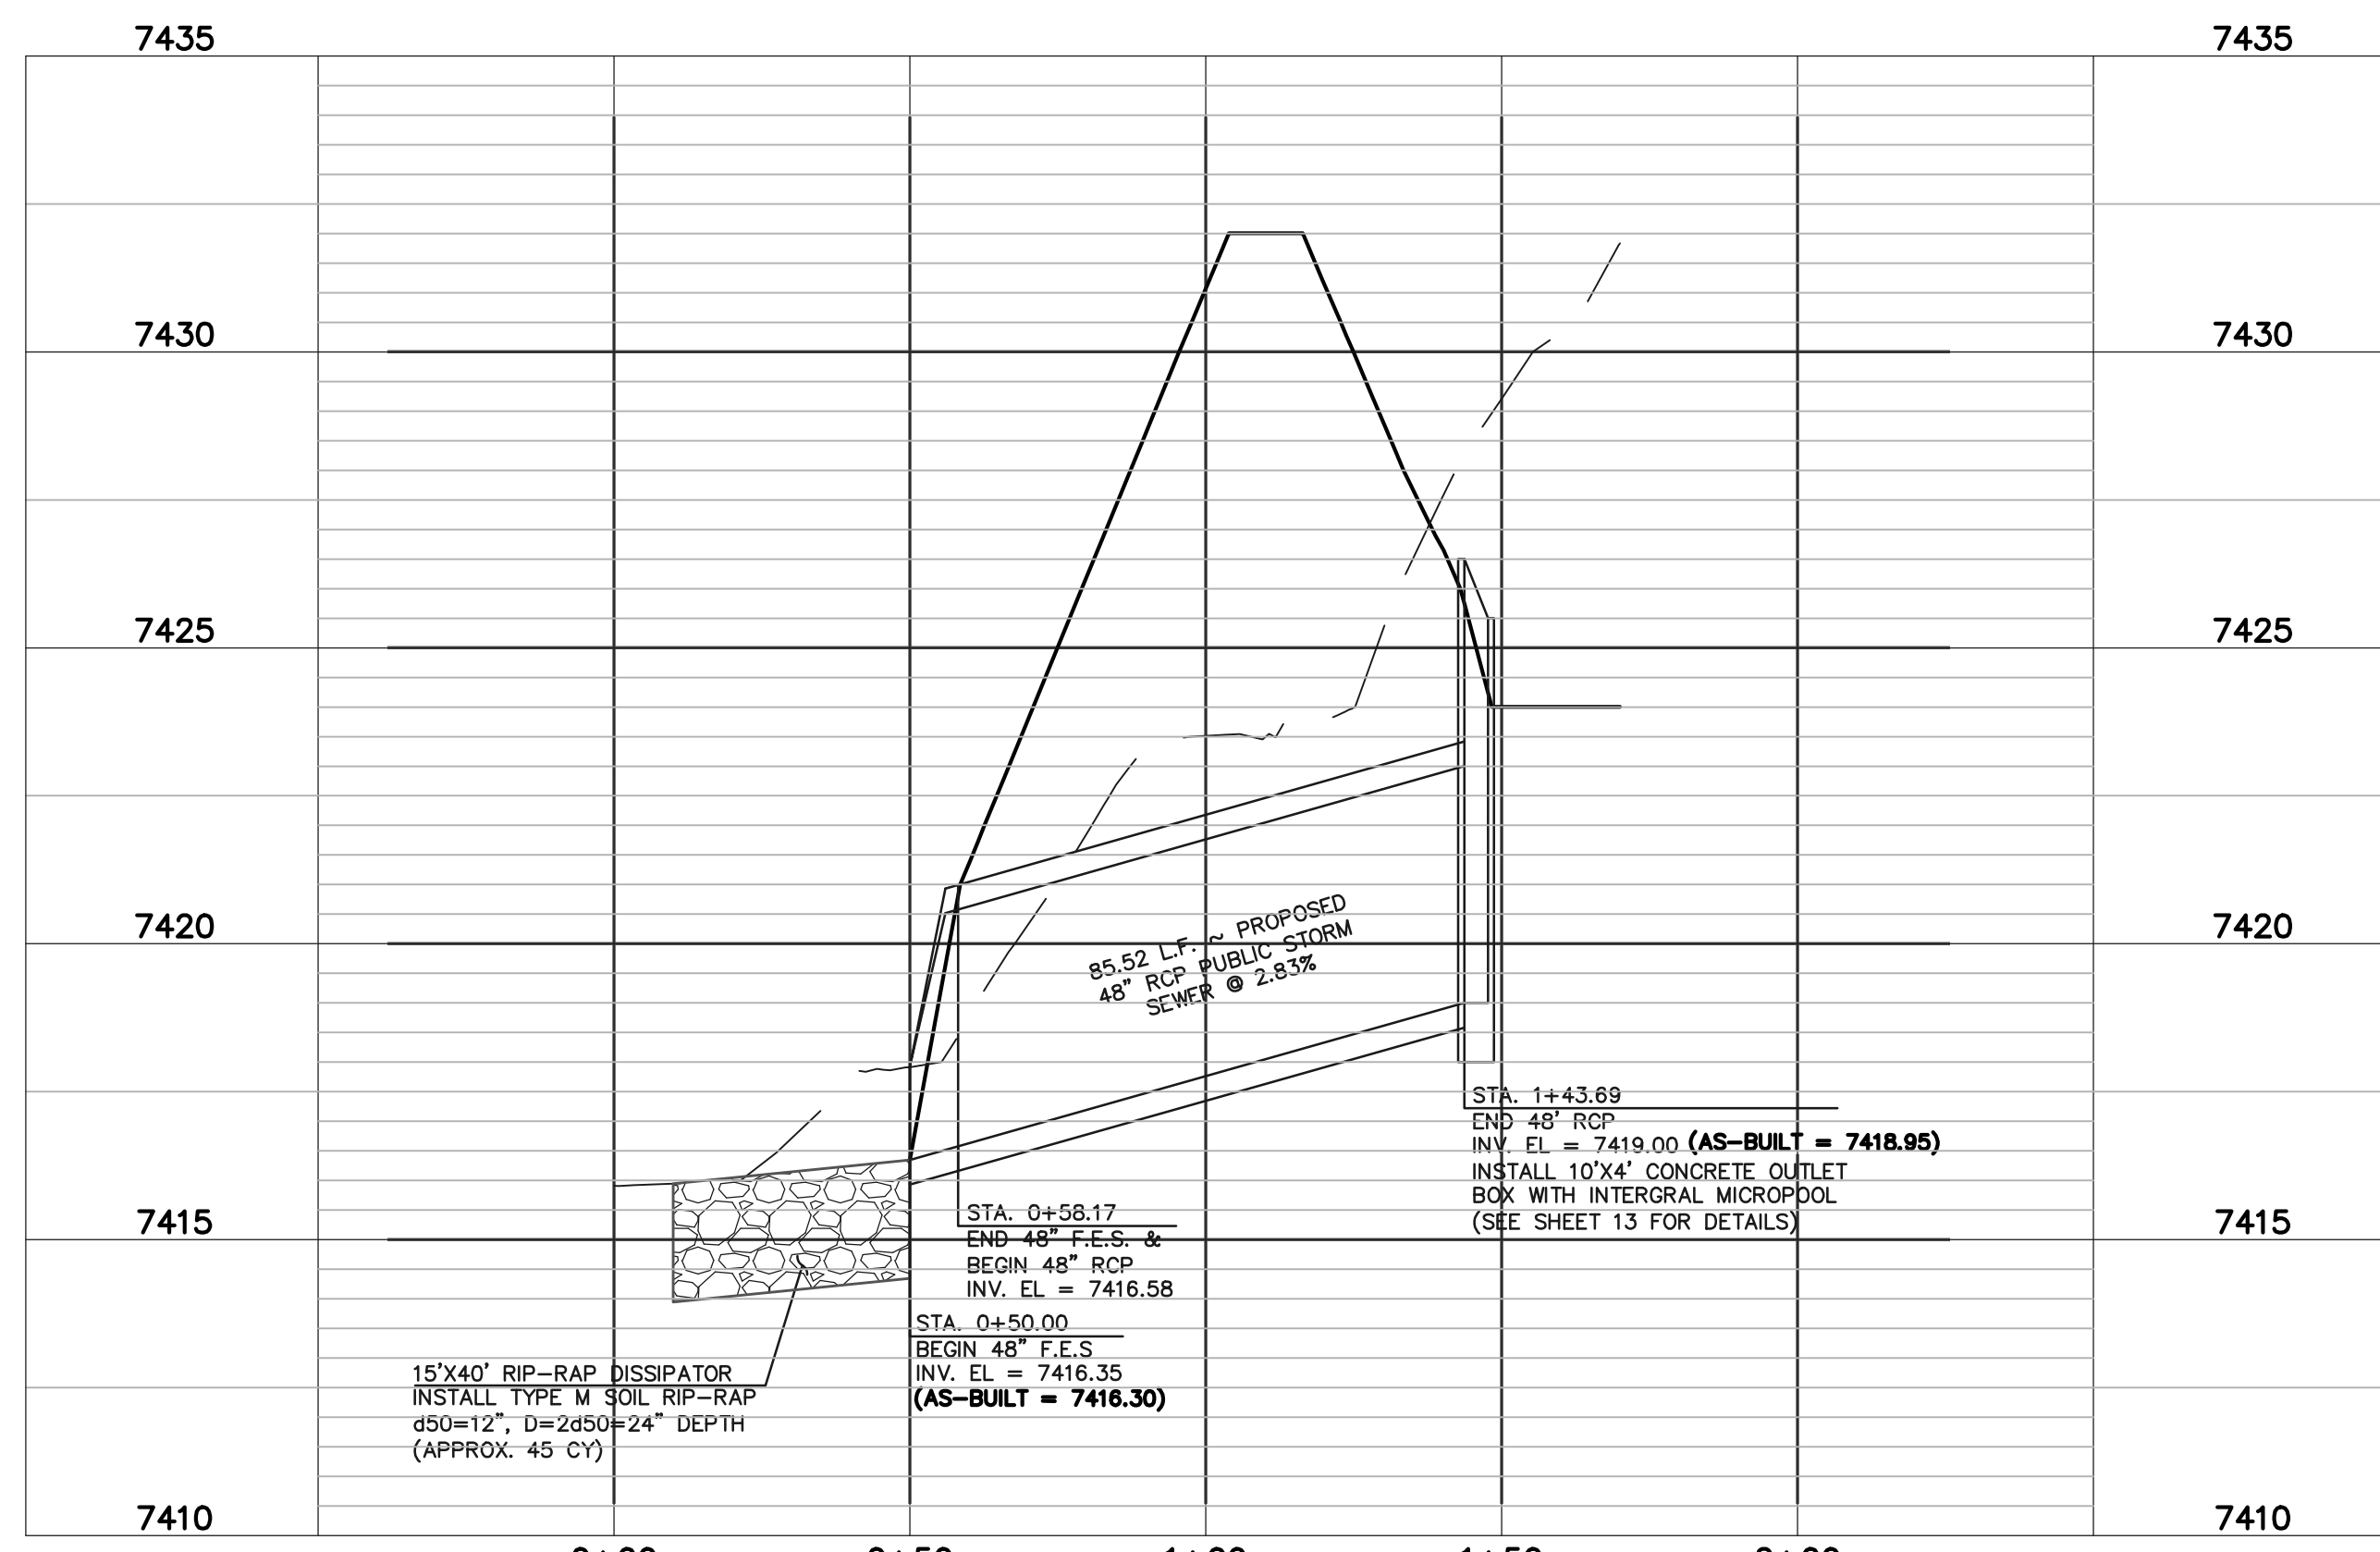 7435 7435
7430 7430
7425 7425
7420 7420
85.52 L.F. ~ PROPOSED
48" RCP PUBLIC STORM
SEWER @ 2.83%
STA. 1+43.69
END 48' RCP
INV. EL = 7419.00 (AS-BUILT = 7418.95)
INSTALL 10'X4' CONCRETE OUTLET
BOX WITH INTERGRAL MICROPOOL
(SEE SHEET 13 FOR DETAILS)
7415 7415
STA. 0+58.17
END 48" F.E.S. &
BEGIN 48" RCP
INV. EL = 7416.58
STA. 0+50.00
BEGIN 48" F.E.S
INV. EL = 7416.35
(AS-BUILT = 7416.30)
15'X40' RIP-RAP DISSIPATOR
INSTALL TYPE M SOIL RIP-RAP
d50=12", D=2d50=24" DEPTH
(APPROX. 45 CY)
7410 7410